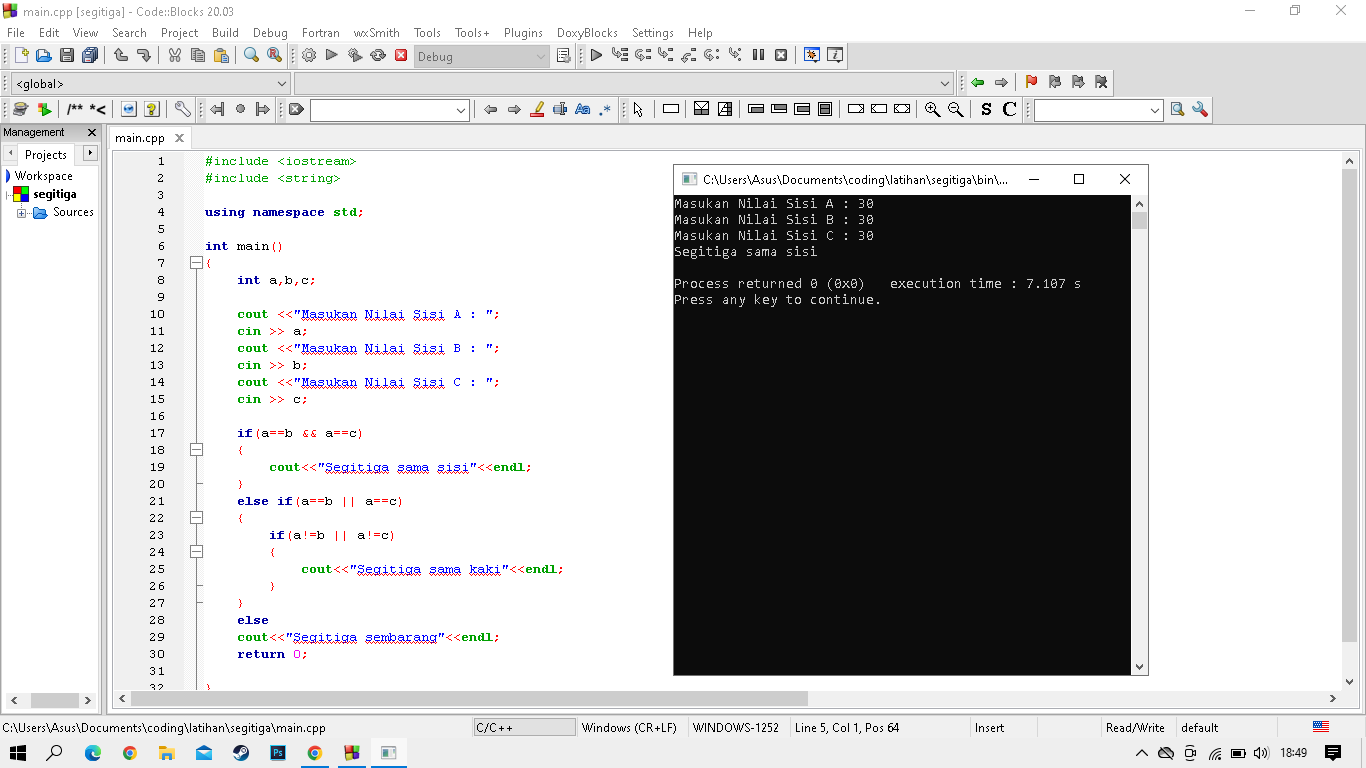 main.cpp [segitiga] - Code::Blocks 20.03
File Edit View Search Project Build Debug Fortran wxSmith Tools Tools+ Plugins DoxyBlocks Settings Help
Debug
<global>
/** *<
Aa .*
S C
Management
Projects
Workspace
segitiga
Sources
main.cpp
1 #include <iostream>
2 #include <string>
3
4 using namespace std;
5
6 int main()
7 {
8 int a,b,c;
9
10 cout <<"Masukan Nilai Sisi A : ";
11 cin >> a;
12 cout <<"Masukan Nilai Sisi B : ";
13 cin >> b;
14 cout <<"Masukan Nilai Sisi C : ";
15 cin >> c;
16
17 if(a==b && a==c)
18 {
19 cout<<"Segitiga sama sisi"<<endl;
20 }
21 else if(a==b || a==c)
22 {
23 if(a!=b || a!=c)
24 {
25 cout<<"Segitiga sama kaki"<<endl;
26 }
27 }
28 else
29 cout<<"Segitiga sembarang"<<endl;
30 return 0;
31
32 }
C:\Users\Asus\Documents\coding\latihan\segitiga\bin\...
Masukan Nilai Sisi A : 30
Masukan Nilai Sisi B : 30
Masukan Nilai Sisi C : 30
Segitiga sama sisi
Process returned 0 (0x0) execution time : 7.107 s
Press any key to continue.
C:\Users\Asus\Documents\coding\latihan\segitiga\main.cpp C/C++ Windows (CR+LF) WINDOWS-1252 Line 5, Col 1, Pos 64 Insert Read/Write default
Ps
18:49